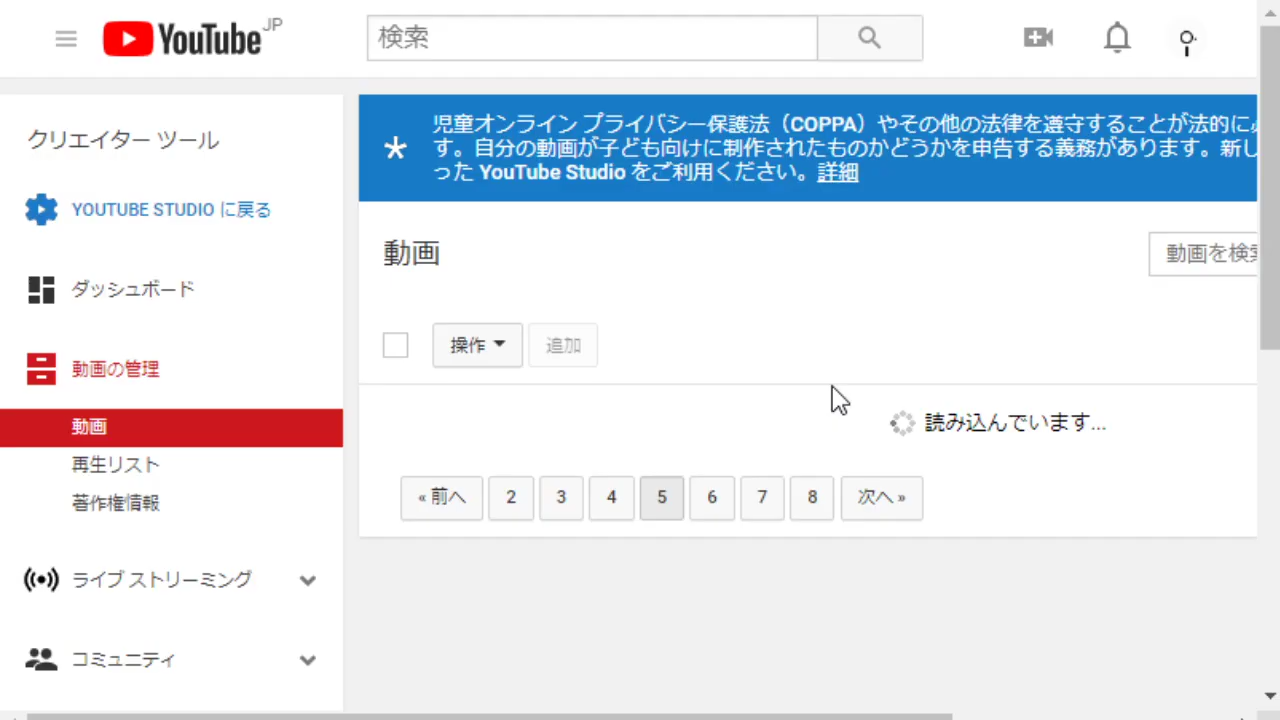 YouTube JP
検索
クリエイター ツール
YOUTUBE STUDIO に戻る
ダッシュボード
動画の管理
動画
再生リスト
著作権情報
ライブ ストリーミング
コミュニティ
児童オンライン プライバシー保護法（COPPA）やその他の法律を遵守することが法的に
す。自分の動画が子ども向けに制作されたものかどうかを申告する義務があります。新し
った YouTube Studio をご利用ください。詳細
動画
動画を検
操作
追加
読み込んでいます...
« 前へ 2 3 4 5 6 7 8 次へ »